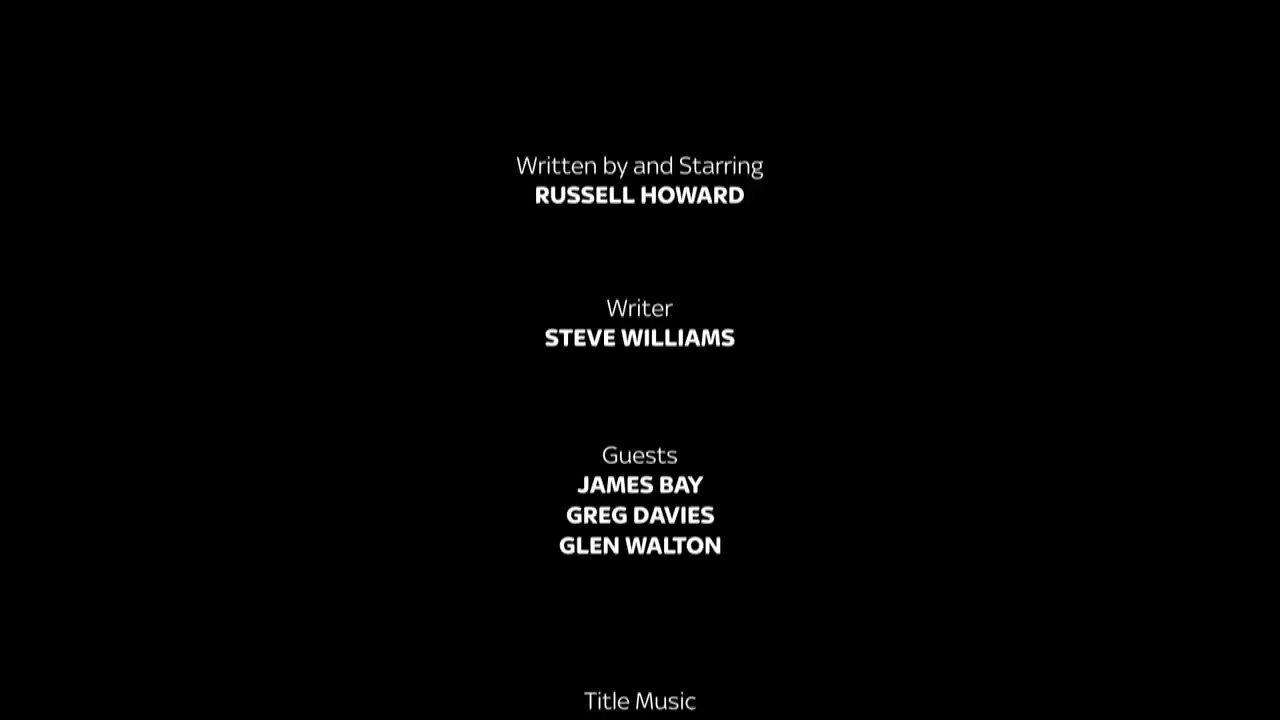 Written by and Starring
RUSSELL HOWARD
Writer
STEVE WILLIAMS
Guests
JAMES BAY
GREG DAVIES
GLEN WALTON
Title Music